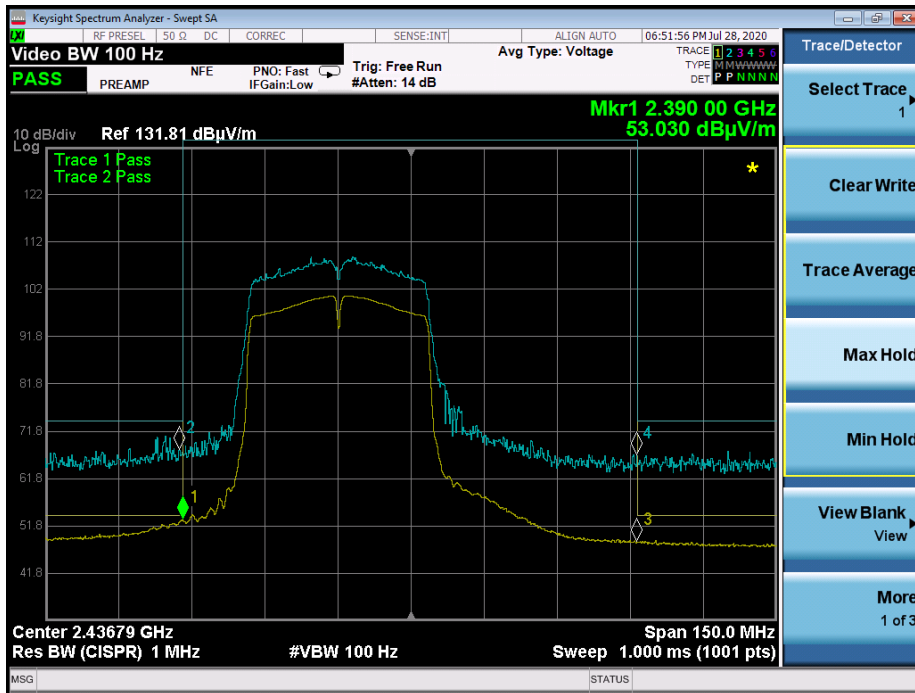 Keysight Spectrum Analyzer - Swept SA
LXI RF PRESEL 50 Ω DC CORREC SENSE:INT ALIGN AUTO 06:51:56 PM Jul 28, 2020
Video BW 100 Hz
PASS
PREAMP
NFE
PNO: Fast
IFGain:Low
Trig: Free Run
#Atten: 14 dB
Avg Type: Voltage
TRACE 1 2 3 4 5 6
TYPE M M W W W W
DET P P N N N N
Mkr1 2.390 00 GHz
53.030 dBµV/m
10 dB/div Ref 131.81 dBµV/m
Log
Trace 1 Pass
Trace 2 Pass
*
122
112
102
91.8
81.8
71.8
61.8
51.8
41.8
2
4
1
3
Center 2.43679 GHz Span 150.0 MHz
Res BW (CISPR) 1 MHz #VBW 100 Hz Sweep 1.000 ms (1001 pts)
MSG STATUS
Trace/Detector
Select Trace
1
Clear Write
Trace Average
Max Hold
Min Hold
View Blank
View
More
1 of 3